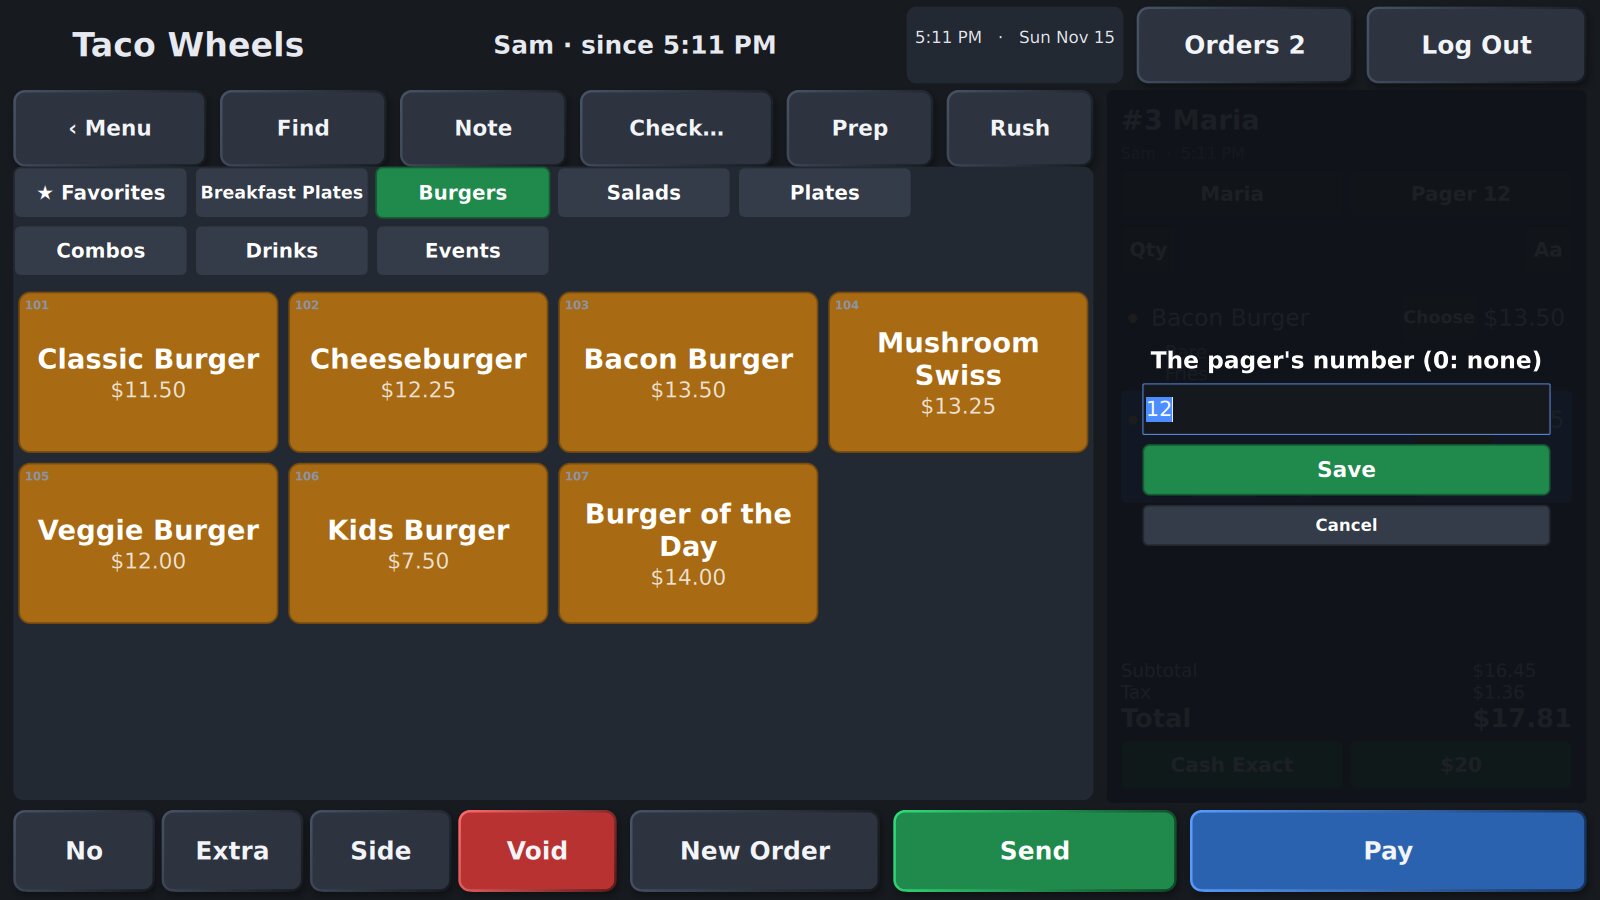 Taco Wheels
Sam · since 5:11 PM
5:11 PM · Sun Nov 15
Orders 2
Log Out
‹ Menu
Find
Note
Check…
Prep
Rush
★ Favorites
Breakfast Plates
Burgers
Salads
Plates
Combos
Drinks
Events
101
Classic Burger
$11.50
102
Cheeseburger
$12.25
103
Bacon Burger
$13.50
104
Mushroom
Swiss
$13.25
105
Veggie Burger
$12.00
106
Kids Burger
$7.50
107
Burger of the
Day
$14.00
#3 Maria
Sam · 5:11 PM
Maria
Pager 12
Qty
Aa
Bacon Burger
Choose
$13.50
The pager's number (0: none)
12
Save
Cancel
Subtotal
$16.45
Tax
$1.36
Total
$17.81
Cash Exact
$20
No
Extra
Side
Void
New Order
Send
Pay